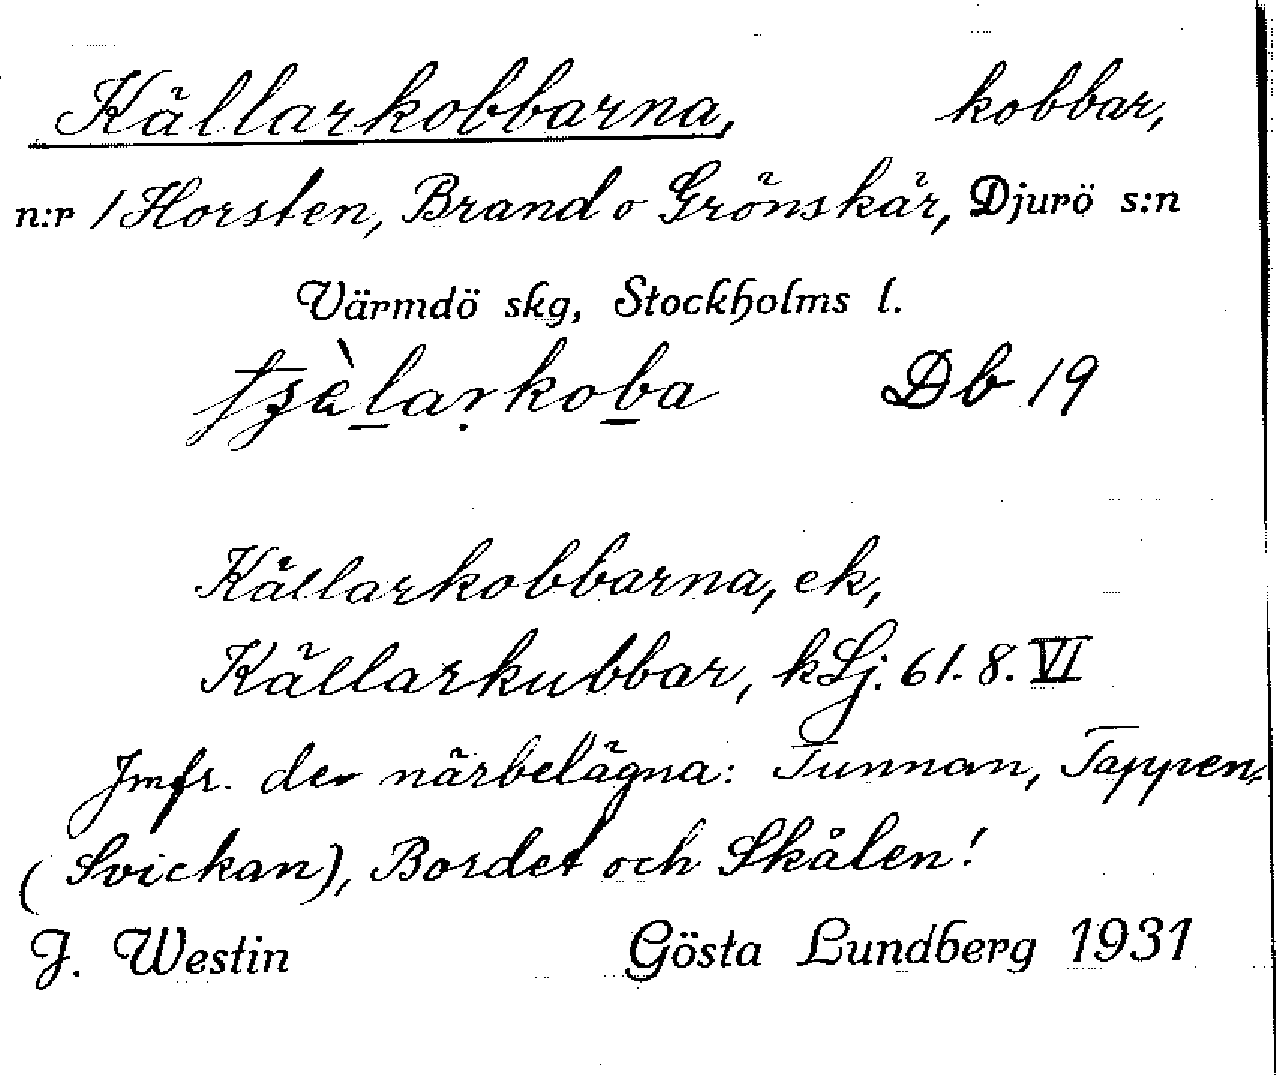 Källarkobbarna, kobbar,
n:r 1 Horsten, Brand o Grönskär, Djurö s:n
Värmdö skg, Stockholms l.
Db 19
Källarkobbarna, ek,
Källarkubbar, kLj. 61. 8. VI
Jmfr. de närbelägna: Tunnan, Tappen,
(Svickan), Bordet och Skålen!
J. Westin Gösta Lundberg 1931